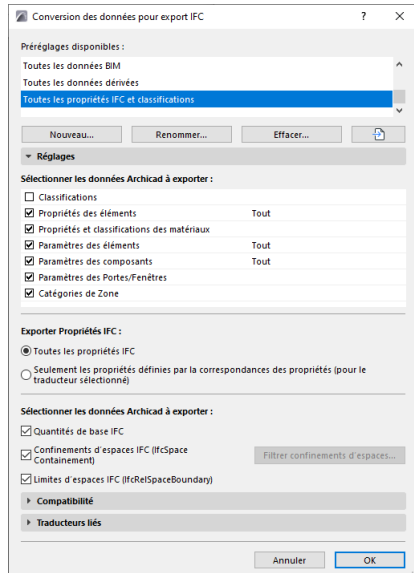 Conversion des données pour export IFC
?
Préréglages disponibles :
Toutes les données BIM
Toutes les données dérivées
Toutes les propriétés IFC et classifications
Nouveau... Renommer... Effacer...
Réglages
Sélectionner les données Archicad à exporter :
Classifications
Propriétés des éléments Tout
Propriétés et classifications des matériaux
Paramètres des éléments Tout
Paramètres des composants Tout
Paramètres des Portes/Fenêtres
Catégories de Zone
Exporter Propriétés IFC :
Toutes les propriétés IFC
Seulement les propriétés définies par la correspondances des propriétés (pour le
traducteur sélectionné)
Sélectionner les données Archicad à exporter :
Quantités de base IFC
Confinements d'espaces IFC (IfcSpace
Containement)
Filtrer confinements d'espaces...
Limites d'espaces IFC (IfcRelSpaceBoundary)
Compatibilité
Traducteurs liés
Annuler OK